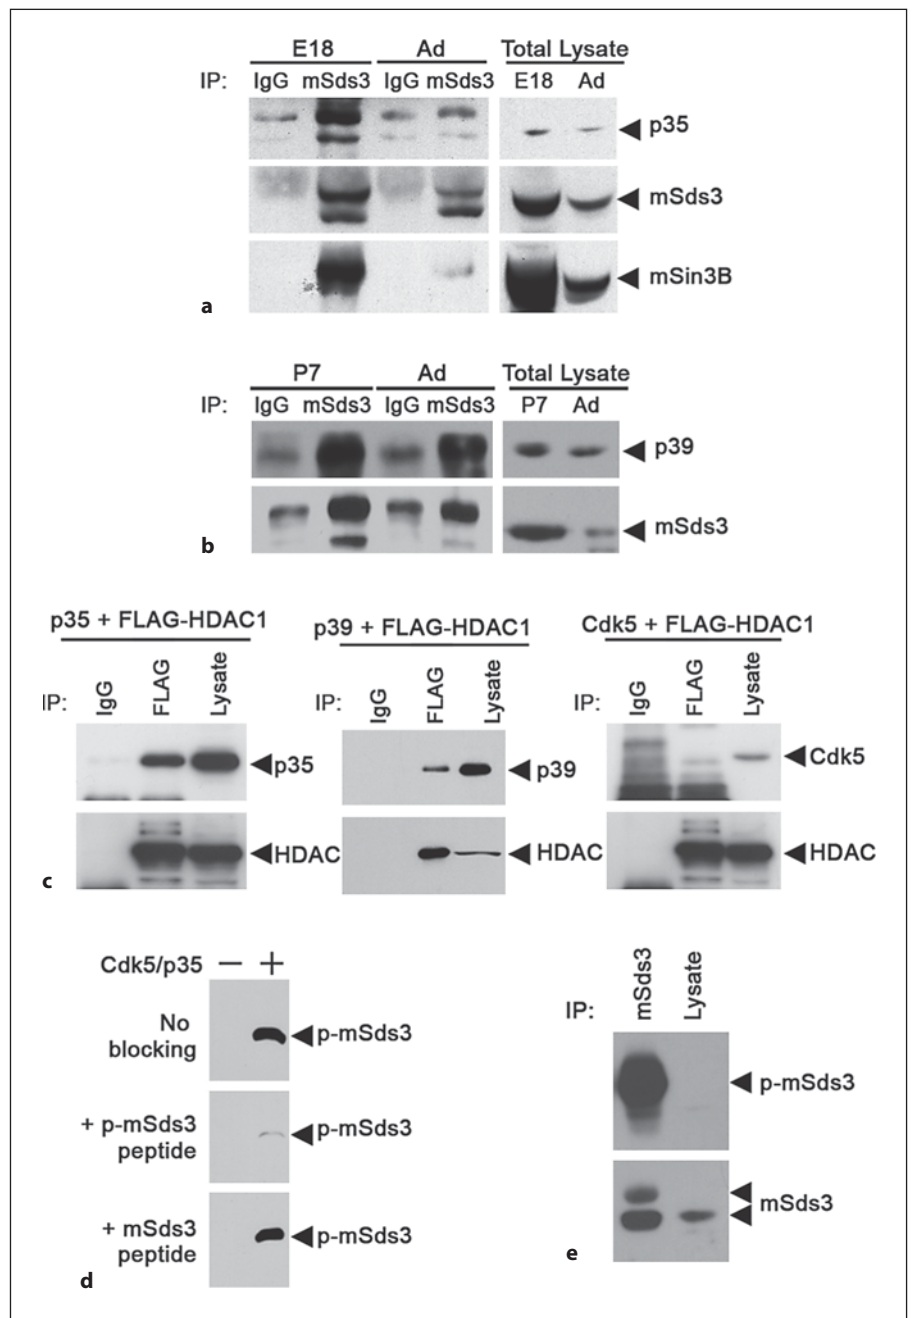 E18 Ad Total Lysate
IP: IgG mSds3 IgG mSds3 E18 Ad
p35
mSds3
mSin3B
a
P7 Ad Total Lysate
IP: IgG mSds3 IgG mSds3 P7 Ad
p39
mSds3
b
p35 + FLAG-HDAC1
IP: IgG FLAG Lysate
p35
HDAC
p39 + FLAG-HDAC1
IP: IgG FLAG Lysate
p39
HDAC
Cdk5 + FLAG-HDAC1
IP: IgG FLAG Lysate
Cdk5
HDAC
c
Cdk5/p35 − +
No
blocking
p-mSds3
+ p-mSds3
peptide
p-mSds3
+ mSds3
peptide
p-mSds3
d
IP: mSds3 Lysate
p-mSds3
mSds3
e